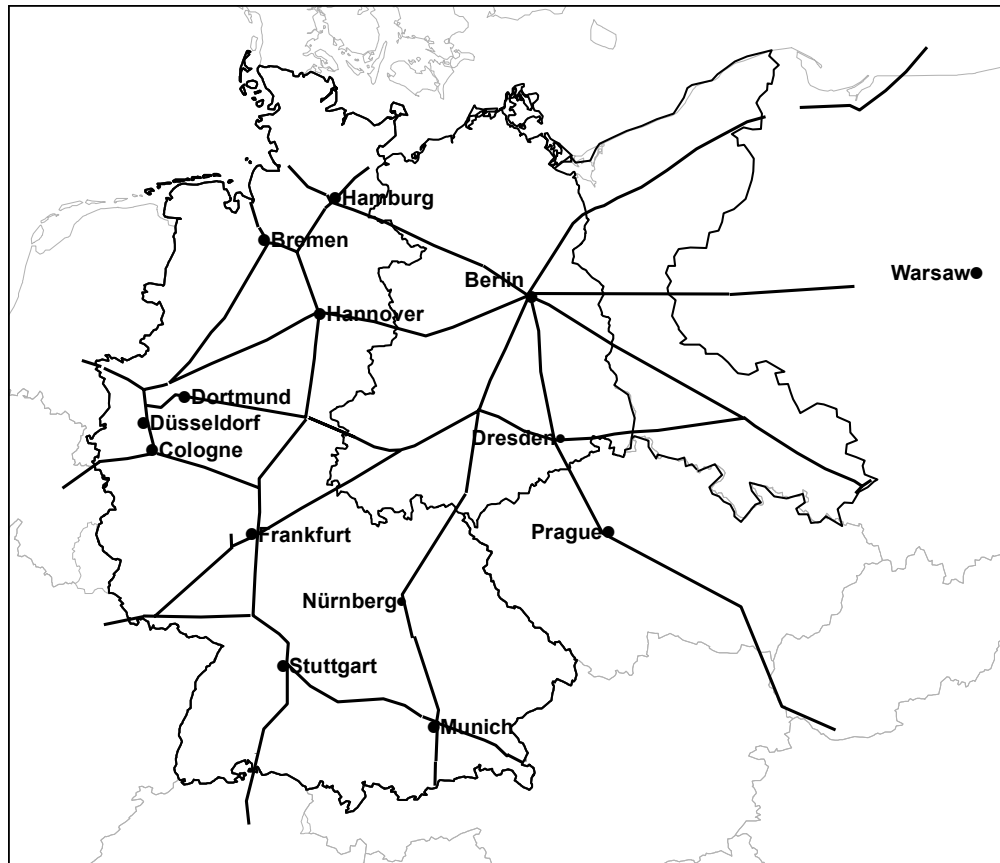 Hamburg
Bremen
Berlin
Warsaw
Hannover
Dortmund
Düsseldorf
Dresden
Cologne
Frankfurt
Prague
Nürnberg
Stuttgart
Munich